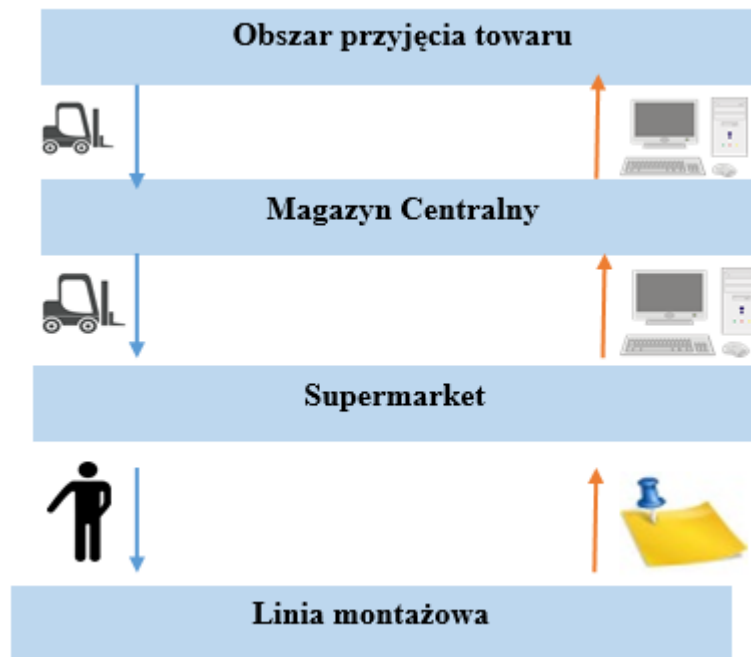 Obszar przyjęcia towaru
Magazyn Centralny
Supermarket
Linia montażowa